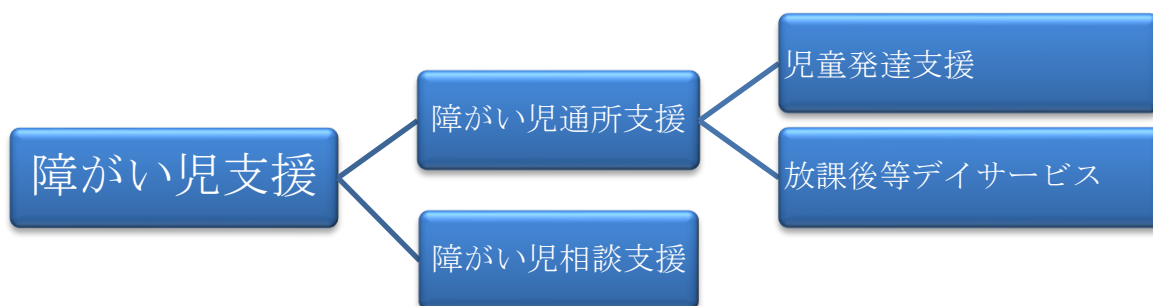 障がい児支援
障がい児通所支援
児童発達支援
放課後等デイサービス
障がい児相談支援